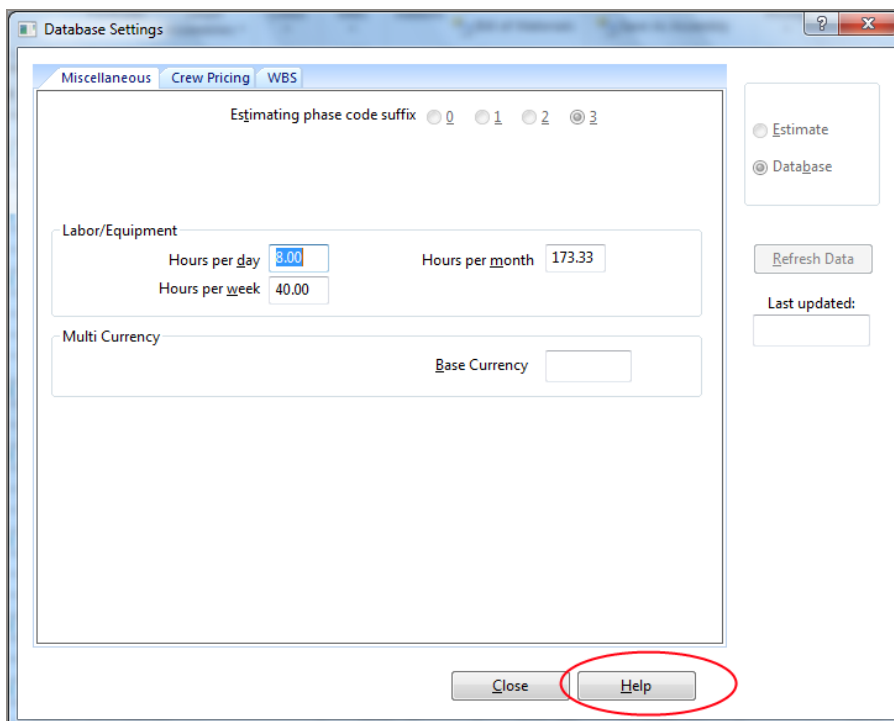 Database Settings
Miscellaneous Crew Pricing WBS
Estimating phase code suffix 0 1 2 3
Estimate
Database
Labor/Equipment
Hours per day 8.00 Hours per month 173.33
Hours per week 40.00
Refresh Data
Last updated:
Multi Currency
Base Currency
Close Help